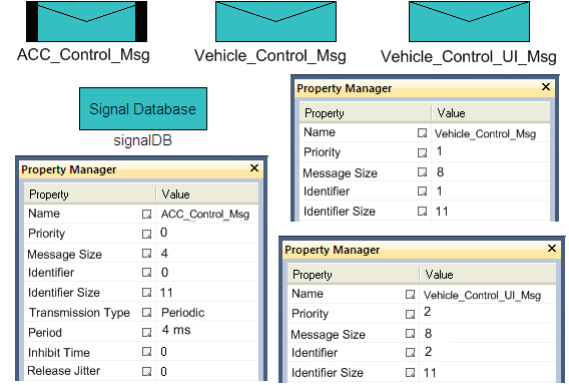 ACC_Control_Msg
Vehicle_Control_Msg
Vehicle_Control_UI_Msg
Signal Database
signalDB
Property Manager ×
Property Value
Name Vehicle_Control_Msg
Priority 1
Message Size 8
Identifier 1
Identifier Size 11
Property Manager ×
Property Value
Name ACC_Control_Msg
Priority 0
Message Size 4
Identifier 0
Identifier Size 11
Transmission Type Periodic
Period 4 ms
Inhibit Time 0
Release Jitter 0
Property Manager ×
Property Value
Name Vehicle_Control_UI_Msg
Priority 2
Message Size 8
Identifier 2
Identifier Size 11